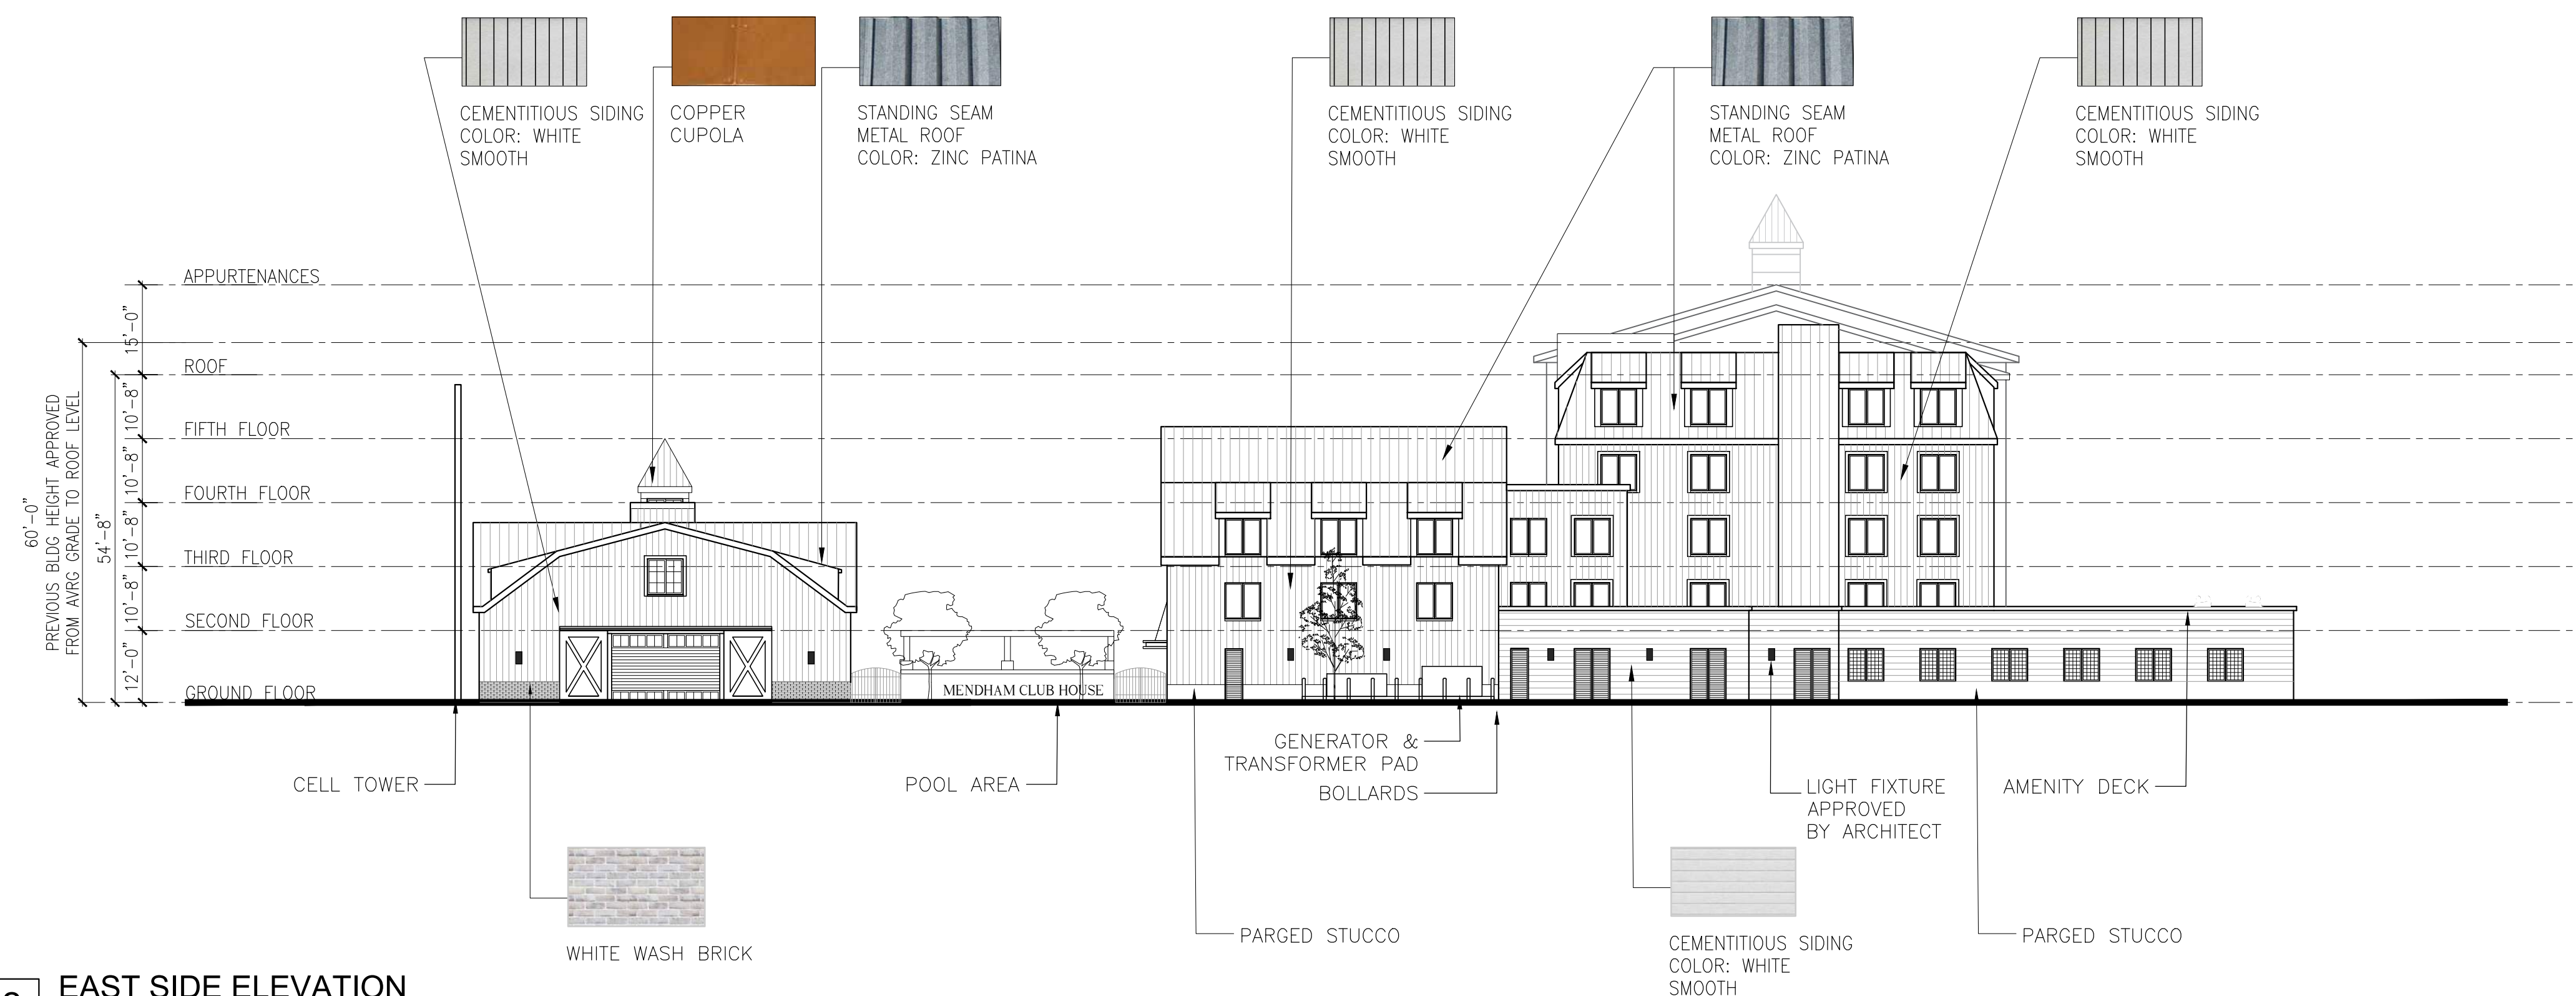 CEMENTITIOUS SIDING
COLOR: WHITE
SMOOTH
COPPER
CUPOLA
STANDING SEAM
METAL ROOF
COLOR: ZINC PATINA
CEMENTITIOUS SIDING
COLOR: WHITE
SMOOTH
STANDING SEAM
METAL ROOF
COLOR: ZINC PATINA
CEMENTITIOUS SIDING
COLOR: WHITE
SMOOTH
APPURTENANCES
ROOF
FIFTH FLOOR
FOURTH FLOOR
THIRD FLOOR
SECOND FLOOR
GROUND FLOOR
60'-0"
PREVIOUS BLDG HEIGHT APPROVED
FROM AVRG GRADE TO ROOF LEVEL
54'-8"
15'-0"
10'-8"
10'-8"
10'-8"
10'-8"
12'-0"
MENDHAM CLUB HOUSE
CELL TOWER
POOL AREA
GENERATOR &
TRANSFORMER PAD
BOLLARDS
LIGHT FIXTURE
APPROVED
BY ARCHITECT
AMENITY DECK
WHITE WASH BRICK
PARGED STUCCO
CEMENTITIOUS SIDING
COLOR: WHITE
SMOOTH
PARGED STUCCO
EAST SIDE ELEVATION